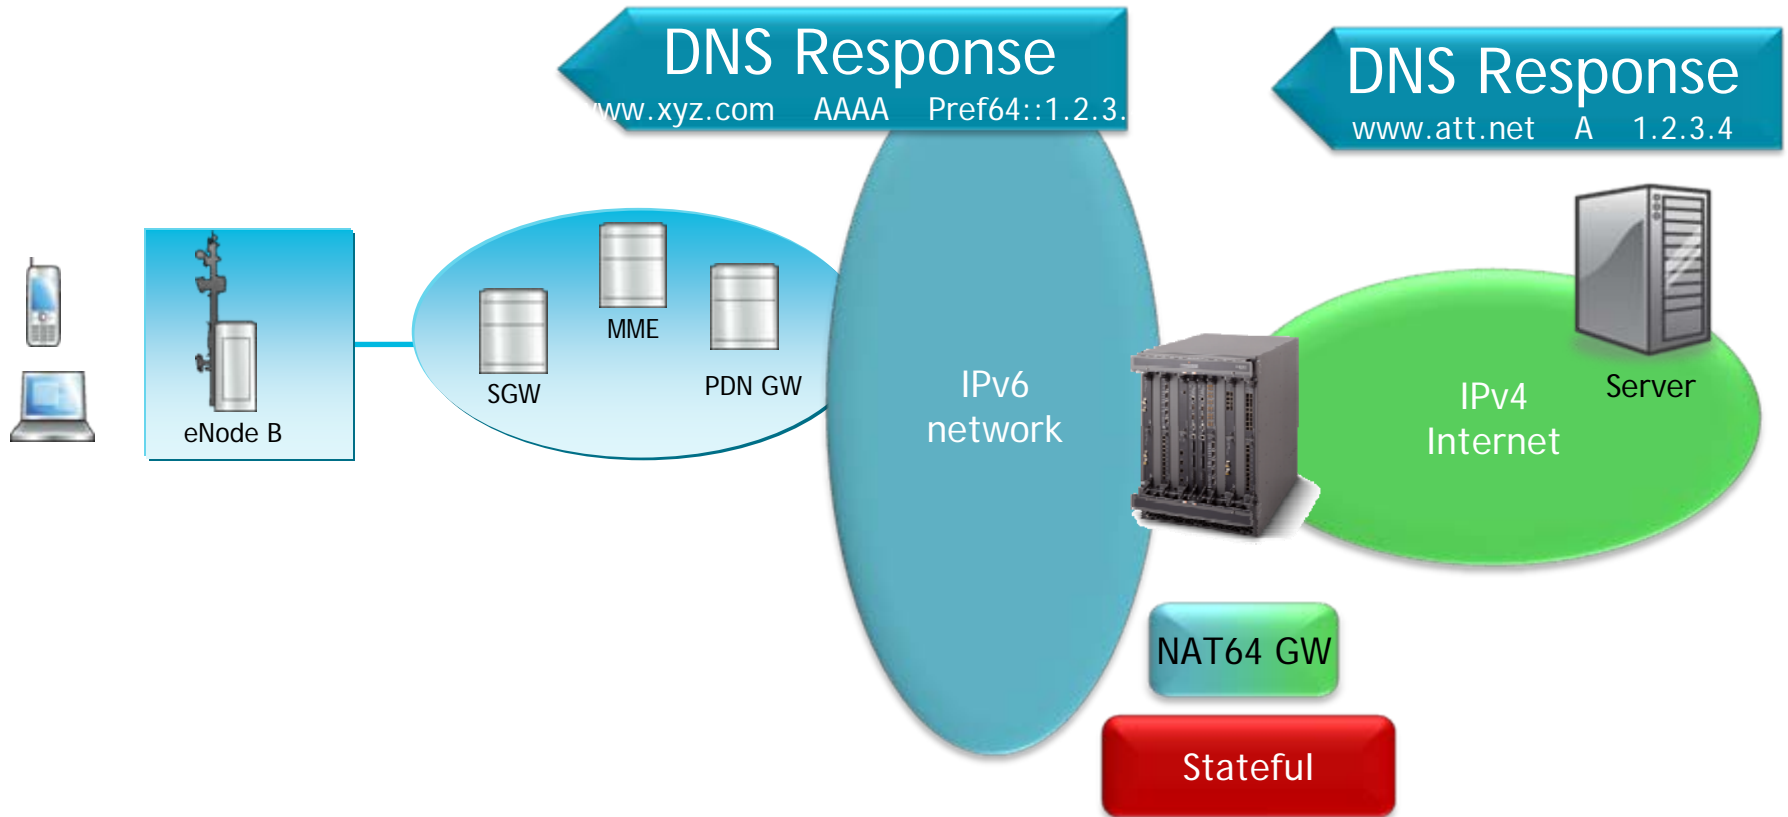 DNS Response
www.xyz.com AAAA Pref64::1.2.3.
DNS Response
www.att.net A 1.2.3.4
eNode B
SGW
MME
PDN GW
IPv6
network
IPv4
Internet
Server
NAT64 GW
Stateful